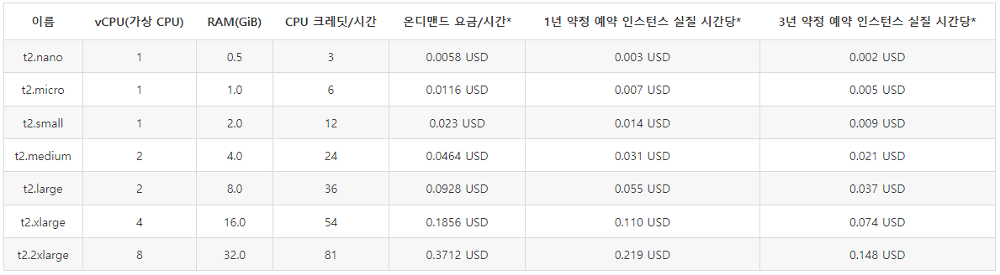 이름 vCPU(가상 CPU) RAM(GiB) CPU 크레딧/시간 온디맨드 요금/시간* 1년 약정 예약 인스턴스 실질 시간당* 3년 약정 예약 인스턴스 실질 시간당*
t2.nano 1 0.5 3 0.0058 USD 0.003 USD 0.002 USD
t2.micro 1 1.0 6 0.0116 USD 0.007 USD 0.005 USD
t2.small 1 2.0 12 0.023 USD 0.014 USD 0.009 USD
t2.medium 2 4.0 24 0.0464 USD 0.031 USD 0.021 USD
t2.large 2 8.0 36 0.0928 USD 0.055 USD 0.037 USD
t2.xlarge 4 16.0 54 0.1856 USD 0.110 USD 0.074 USD
t2.2xlarge 8 32.0 81 0.3712 USD 0.219 USD 0.148 USD